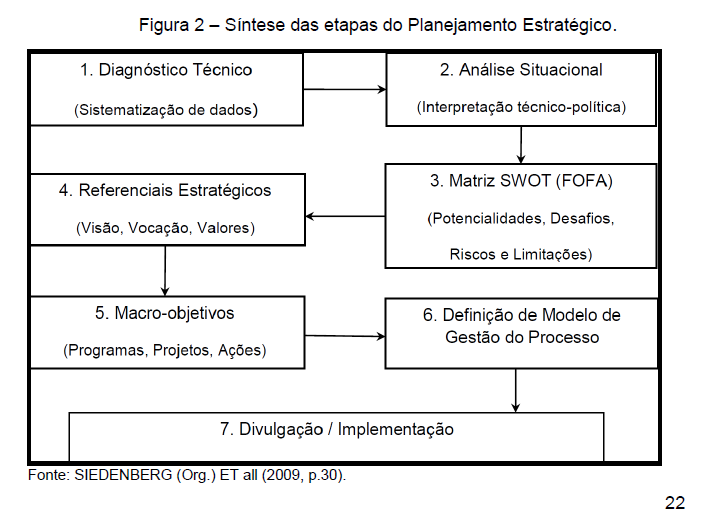 Figura 2 – Síntese das etapas do Planejamento Estratégico.
1. Diagnóstico Técnico
(Sistematização de dados)
2. Análise Situacional
(Interpretação técnico-política)
3. Matriz SWOT (FOFA)
(Potencialidades, Desafios,
Riscos e Limitações)
4. Referenciais Estratégicos
(Visão, Vocação, Valores)
5. Macro-objetivos
(Programas, Projetos, Ações)
6. Definição de Modelo de
Gestão do Processo
7. Divulgação / Implementação
Fonte: SIEDENBERG (Org.) ET all (2009, p.30).
22